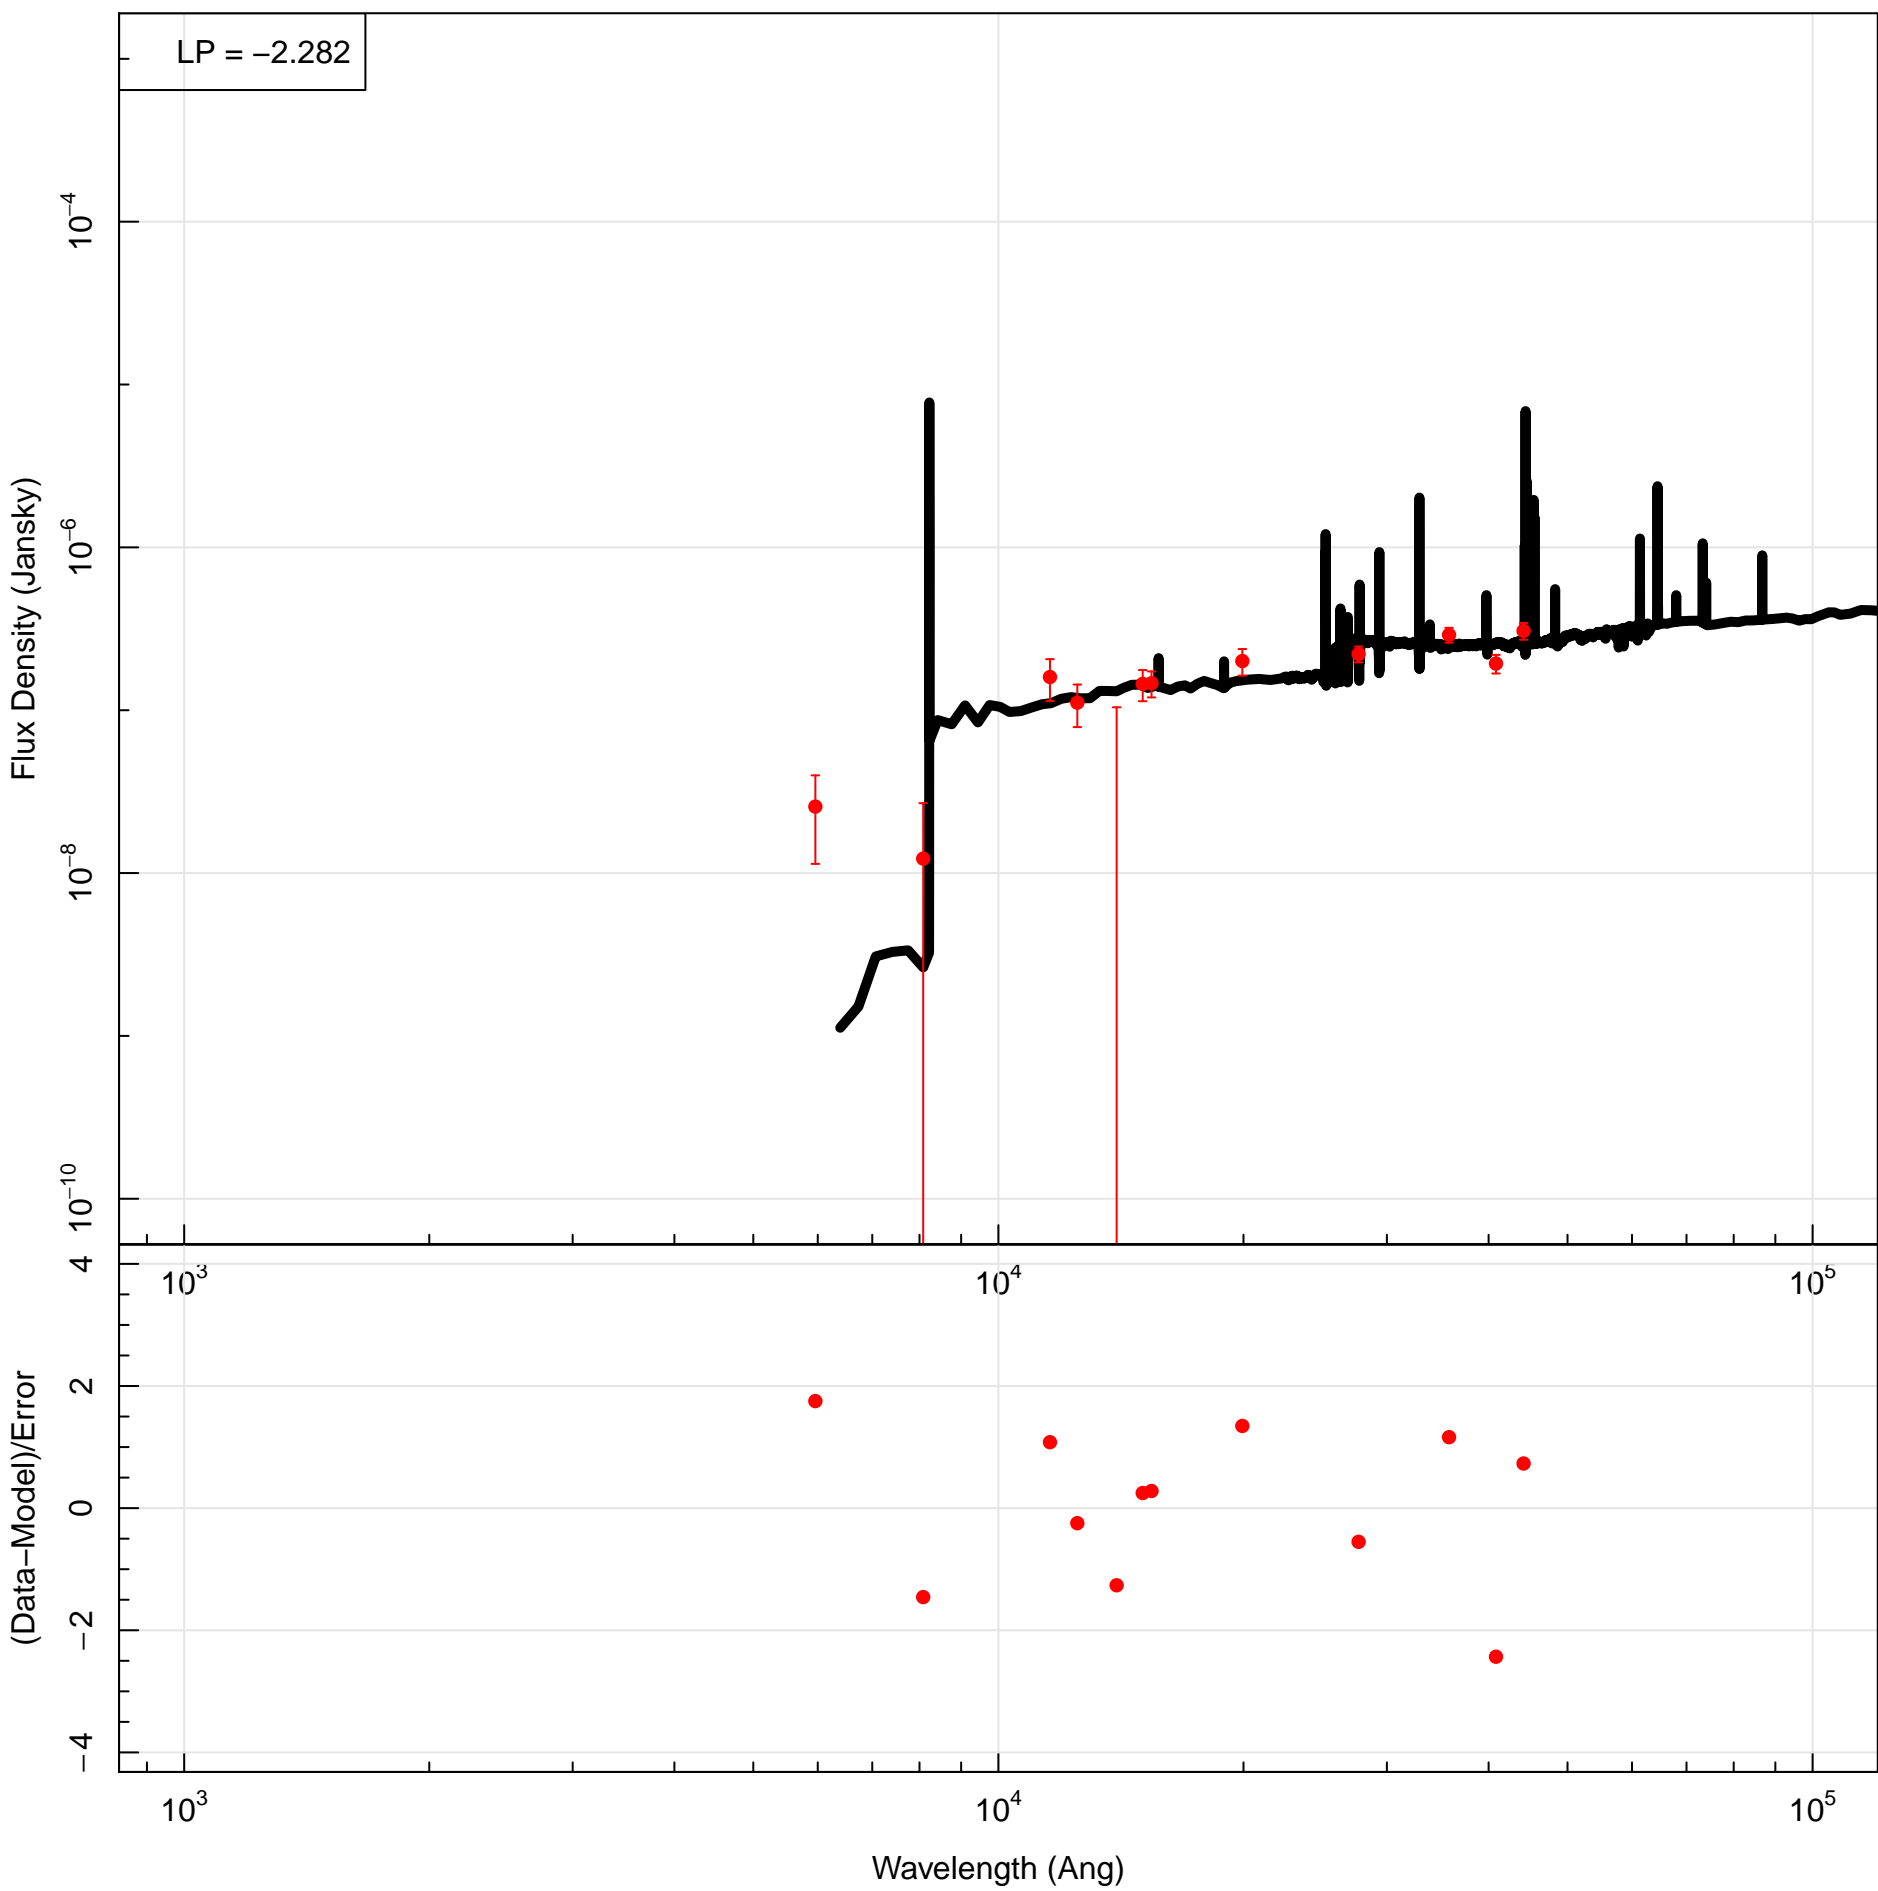 LP = −2.282
Flux Density (Jansky)
10^−4
10^−6
10^−8
10^−10
10^3 10^4 10^5
(Data−Model)/Error
4
2
0
−2
−4
10^3 10^4 10^5
Wavelength (Ang)